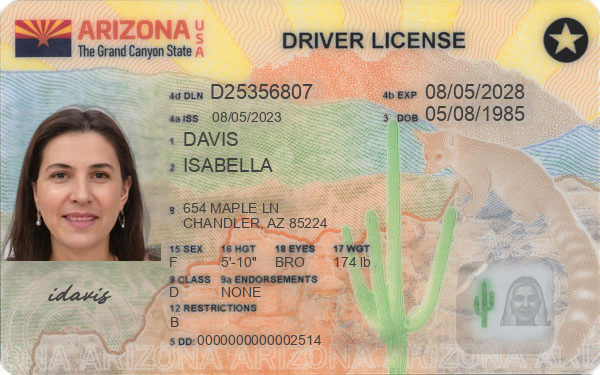 ARIZONA USA
The Grand Canyon State
DRIVER LICENSE
4d DLN D25356807
4b EXP 08/05/2028
4a ISS 08/05/2023
3 DOB 05/08/1985
1 DAVIS
2 ISABELLA
8 654 MAPLE LN
CHANDLER, AZ 85224
15 SEX 16 HGT 18 EYES 17 WGT
F 5'-10" BRO 174 lb
9 CLASS 9a ENDORSEMENTS
D NONE
12 RESTRICTIONS
B
5 DD: 0000000000002514
idavis
ARIZONA ARIZONA ARIZONA ARIZONA